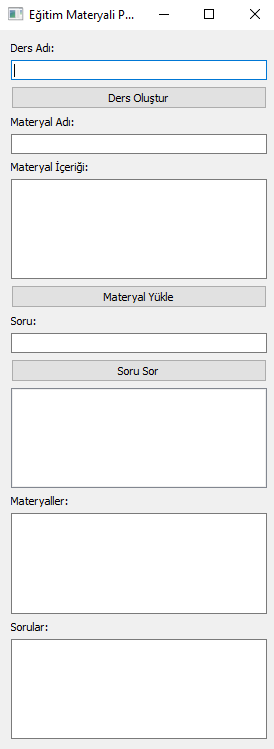 Eğitim Materyali P...
Ders Adı:
Ders Oluştur
Materyal Adı:
Materyal İçeriği:
Materyal Yükle
Soru:
Soru Sor
Materyaller:
Sorular: